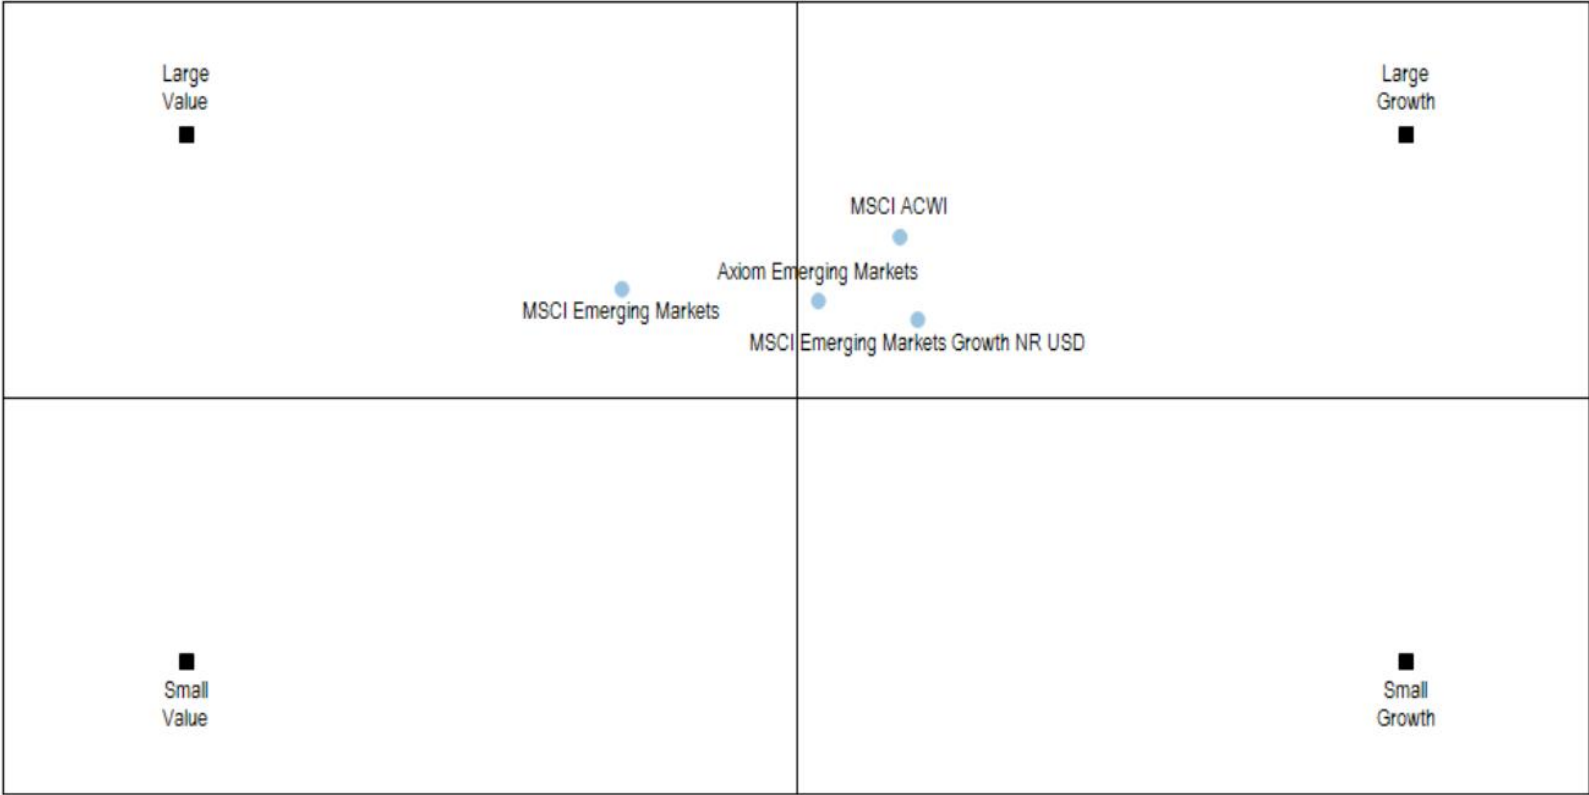 Large
Value
Large
Growth
MSCI ACWI
Axiom Emerging Markets
MSCI Emerging Markets
MSCI Emerging Markets Growth NR USD
Small
Value
Small
Growth